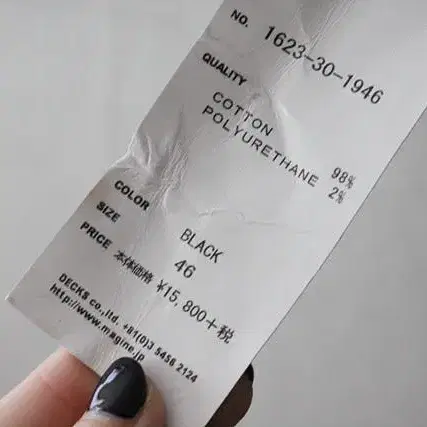 NO. 1623-30-1946
QUALITY
COTTON 98%
POLYURETHANE 2%
COLOR BLACK
SIZE 46
PRICE 本体価格 ¥15,800+税
DECKS co.,ltd. +81(0)3 5456 2124
http://www.magine.jp